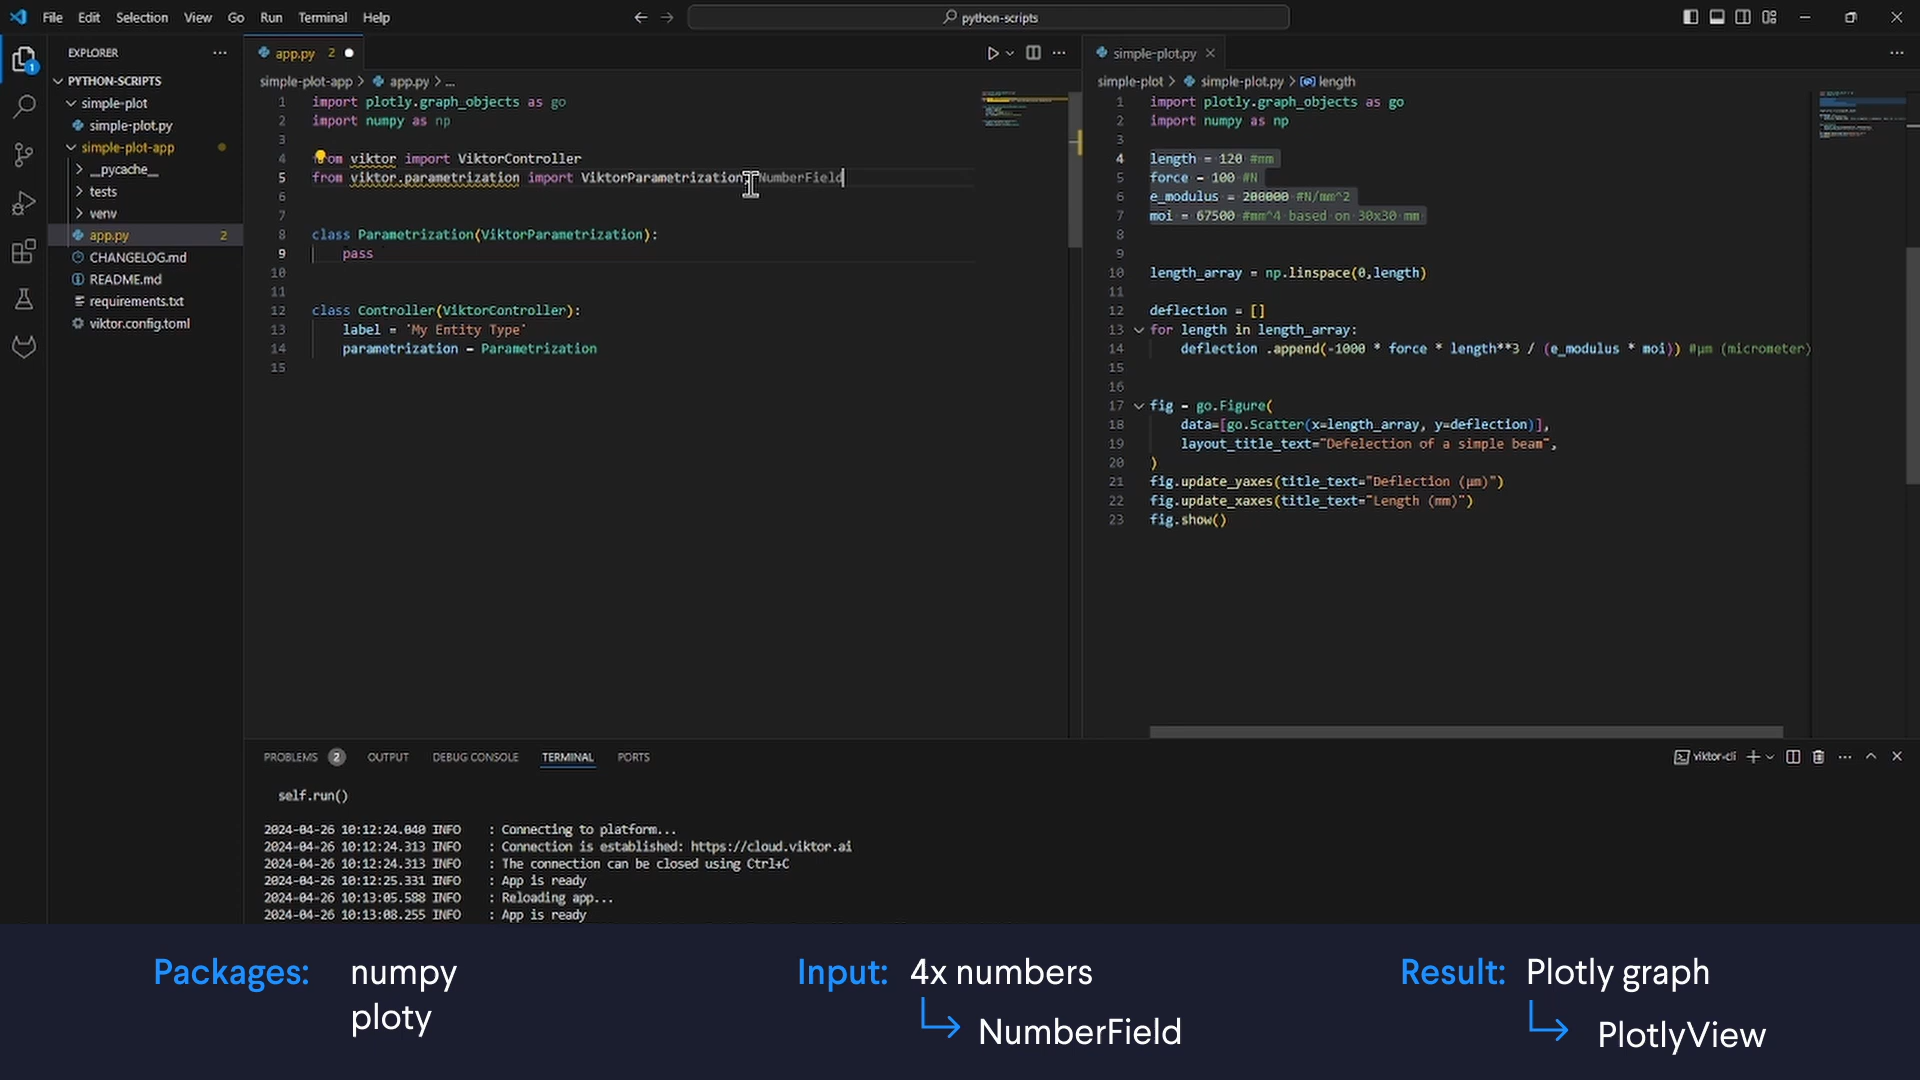 File Edit Selection View Go Run Terminal Help
python-scripts
EXPLORER
PYTHON-SCRIPTS
simple-plot
simple-plot.py
simple-plot-app
__pycache__
tests
venv
app.py 2
CHANGELOG.md
README.md
requirements.txt
viktor.config.toml
1
app.py 2
simple-plot-app > app.py > ...
1 import plotly.graph_objects as go
2 import numpy as np
3
4 from viktor import ViktorController
5 from viktor.parametrization import ViktorParametrization, NumberField
6
7
8 class Parametrization(ViktorParametrization):
9 pass
10
11
12 class Controller(ViktorController):
13 label = 'My Entity Type'
14 parametrization = Parametrization
15
simple-plot.py
simple-plot > simple-plot.py > length
1 import plotly.graph_objects as go
2 import numpy as np
3
4 length = 120 #mm
5 force = 100 #N
6 e_modulus = 200000 #N/mm^2
7 moi = 67500 #mm^4 based on 30x30 mm
8
9
10 length_array = np.linspace(0,length)
11
12 deflection = []
13 for length in length_array:
14 deflection .append(-1000 * force * length**3 / (e_modulus * moi)) #μm (micrometer)
15
16
17 fig = go.Figure(
18 data=[go.Scatter(x=length_array, y=deflection)],
19 layout_title_text="Defelection of a simple beam",
20 )
21 fig.update_yaxes(title_text="Deflection (μm)")
22 fig.update_xaxes(title_text="Length (mm)")
23 fig.show()
PROBLEMS 2 OUTPUT DEBUG CONSOLE TERMINAL PORTS
viktor-cli
self.run()
2024-04-26 10:12:24.040 INFO : Connecting to platform...
2024-04-26 10:12:24.313 INFO : Connection is established: https://cloud.viktor.ai
2024-04-26 10:12:24.313 INFO : The connection can be closed using Ctrl+C
2024-04-26 10:12:25.331 INFO : App is ready
2024-04-26 10:13:05.588 INFO : Reloading app...
2024-04-26 10:13:08.255 INFO : App is ready
Packages: numpy
ploty
Input: 4x numbers
NumberField
Result: Plotly graph
PlotlyView